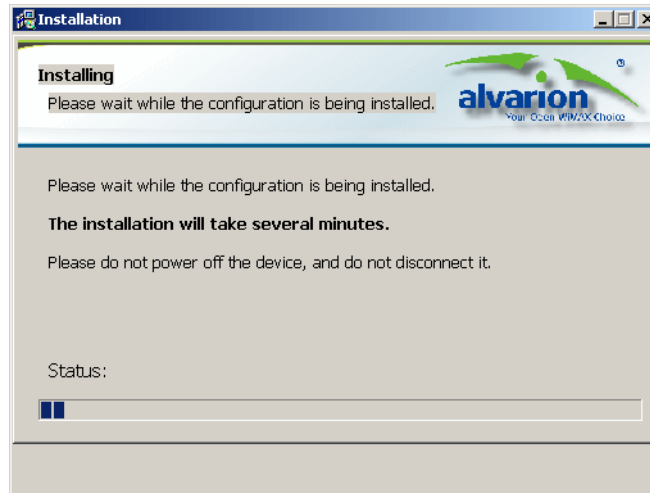 Installation
Installing
Please wait while the configuration is being installed.
alvarion
®
Your Open WiMAX Choice
Please wait while the configuration is being installed.
The installation will take several minutes.
Please do not power off the device, and do not disconnect it.
Status: